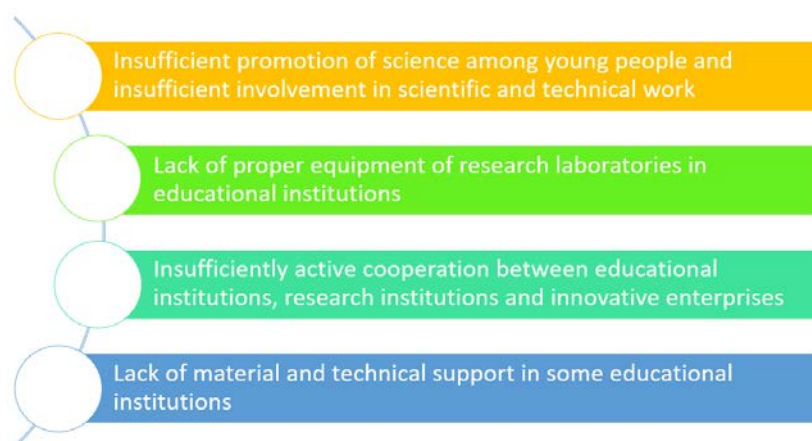 Insufficient promotion of science among young people and
insufficient involvement in scientific and technical work
Lack of proper equipment of research laboratories in
educational institutions
Insufficiently active cooperation between educational
institutions, research institutions and innovative enterprises
Lack of material and technical support in some educational
institutions